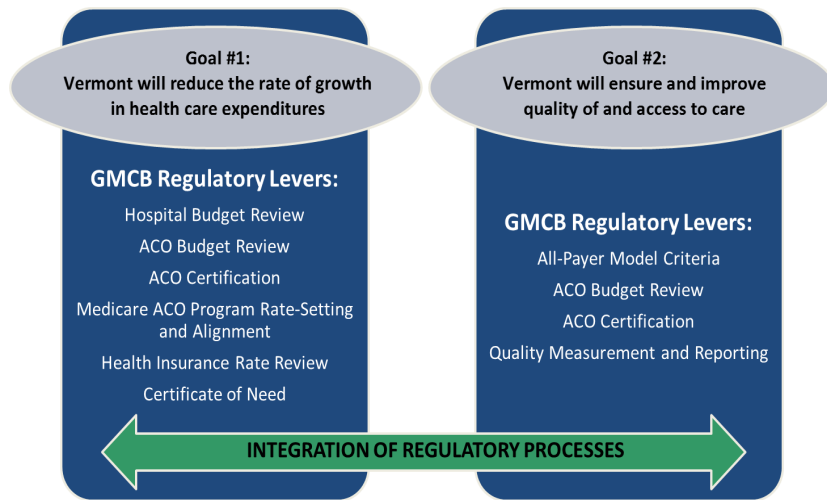 Goal #1:
Vermont will reduce the rate of growth
in health care expenditures
GMCB Regulatory Levers:
Hospital Budget Review
ACO Budget Review
ACO Certification
Medicare ACO Program Rate-Setting
and Alignment
Health Insurance Rate Review
Certificate of Need
Goal #2:
Vermont will ensure and improve
quality of and access to care
GMCB Regulatory Levers:
All-Payer Model Criteria
ACO Budget Review
ACO Certification
Quality Measurement and Reporting
INTEGRATION OF REGULATORY PROCESSES